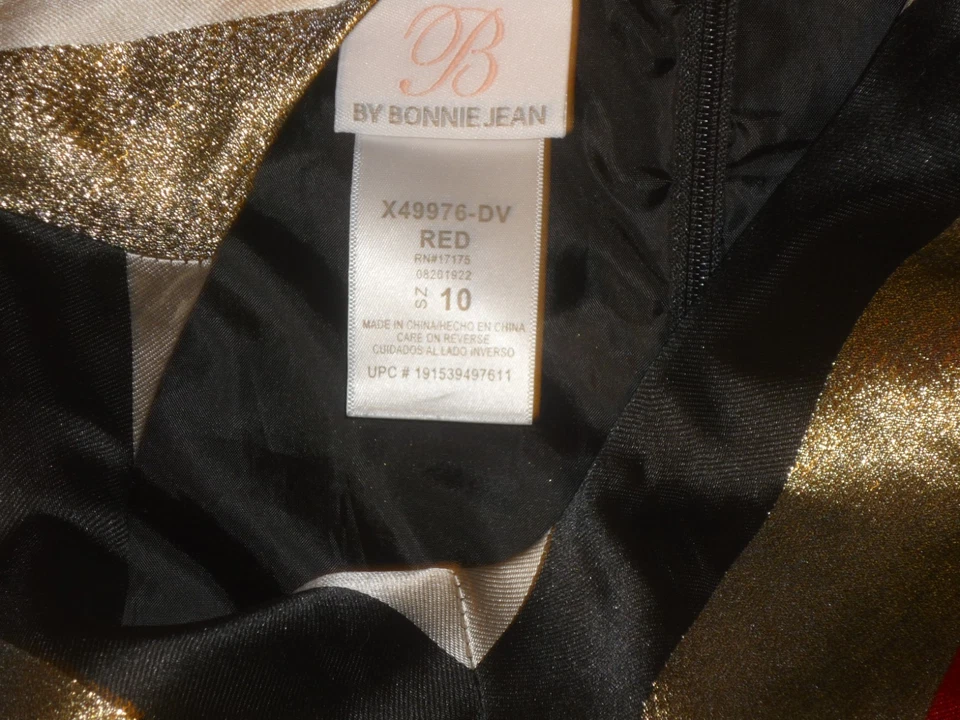 B
BY BONNIE JEAN
X49976-DV
RED
RN#17175
08201922
SZ 10
MADE IN CHINA/HECHO EN CHINA
CARE ON REVERSE
CUIDADOS AL LADO INVERSO
UPC # 191539497611